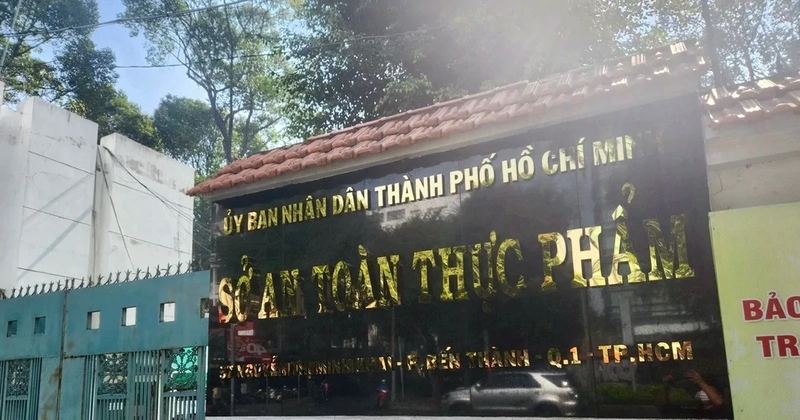 ỦY BAN NHÂN DÂN THÀNH PHỐ HỒ CHÍ MINH
SỞ AN TOÀN THỰC PHẨM
P. BẾN THÀNH - Q.1 - TP.HCM
BẢO
TR